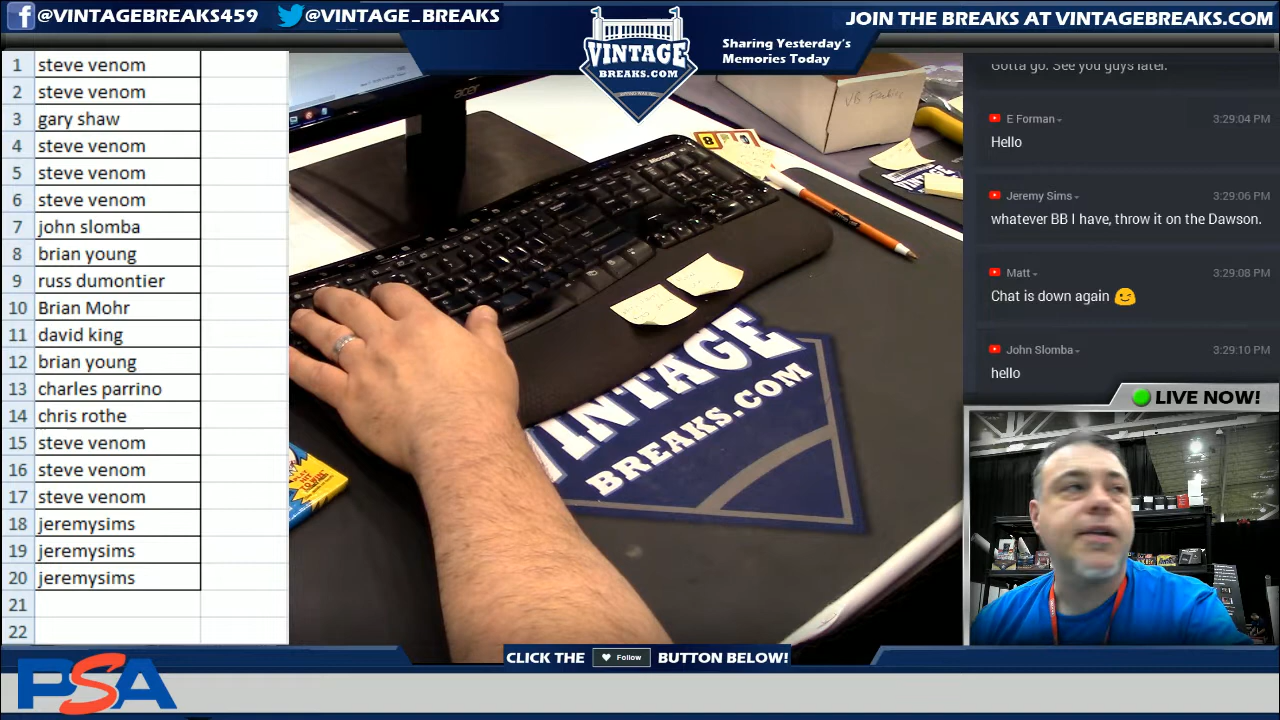 @VINTAGEBREAKS459
@VINTAGE_BREAKS
VINTAGE
BREAKS.COM
Sharing Yesterday's
Memories Today
JOIN THE BREAKS AT VINTAGEBREAKS.COM
1 steve venom
2 steve venom
3 gary shaw
4 steve venom
5 steve venom
6 steve venom
7 john slomba
8 brian young
9 russ dumontier
10 Brian Mohr
11 david king
12 brian young
13 charles parrino
14 chris rothe
15 steve venom
16 steve venom
17 steve venom
18 jeremysims
19 jeremysims
20 jeremysims
21
22
acer
Microsoft
VB
VINTAGE
BREAKS.COM
Gotta go. See you guys later.
E Forman 3:29:04 PM
Hello
Jeremy Sims 3:29:06 PM
whatever BB I have, throw it on the Dawson.
Matt 3:29:08 PM
Chat is down again 😉
John Slomba 3:29:10 PM
hello
LIVE NOW!
CLICK THE Follow BUTTON BELOW!
PSA